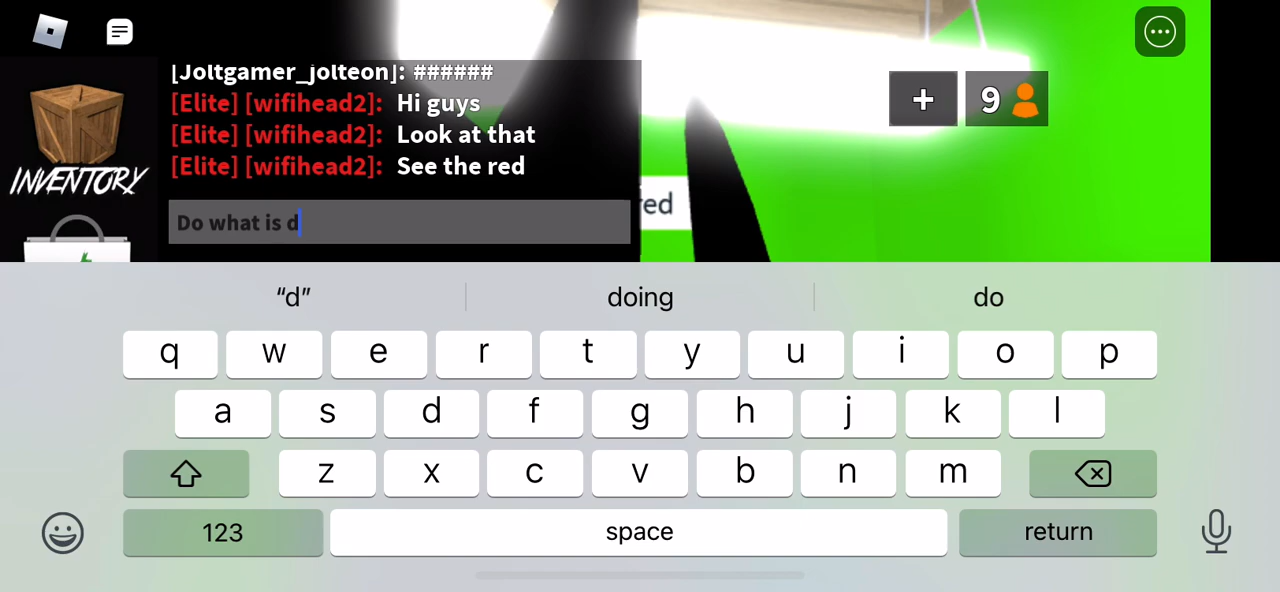 [Joltgamer_jolteon]: ######
[Elite] [wifihead2]: Hi guys
[Elite] [wifihead2]: Look at that
[Elite] [wifihead2]: See the red
+ 9
INVENTORY
red
Do what is d
“d” doing do
q w e r t y u i o p
a s d f g h j k l
z x c v b n m
123 space return